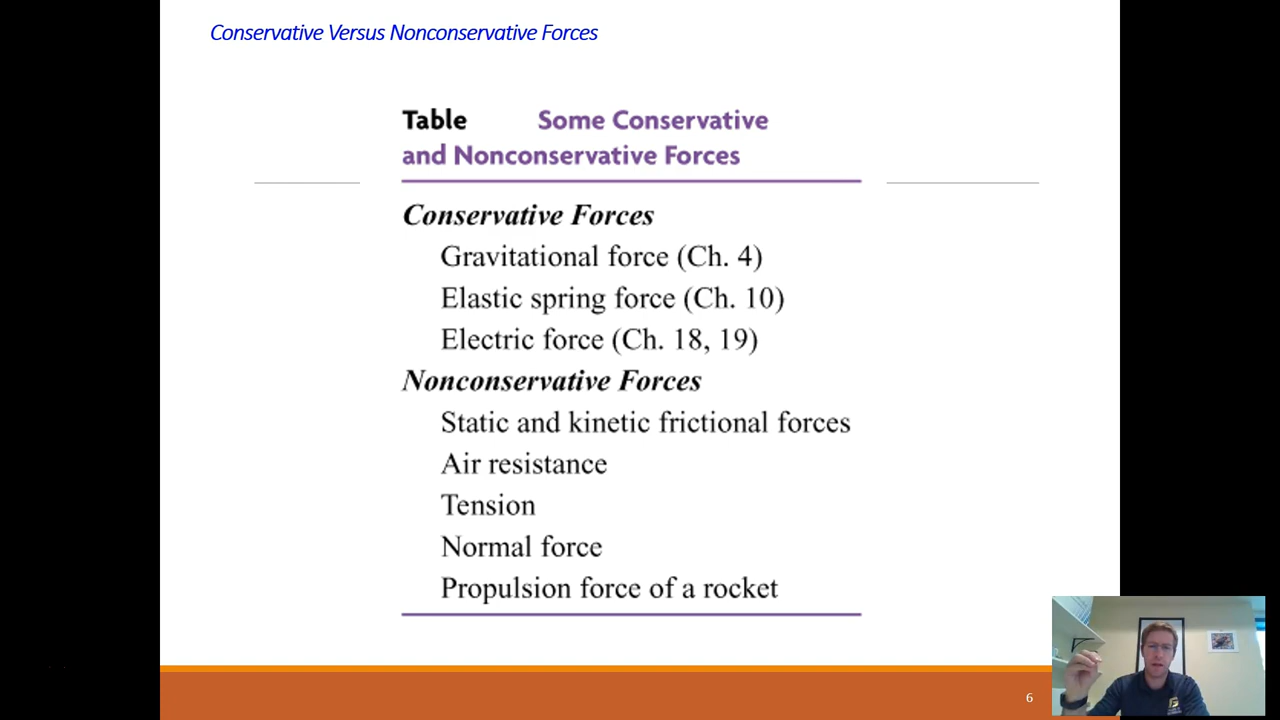 Conservative Versus Nonconservative Forces
Table Some Conservative
and Nonconservative Forces
Conservative Forces
Gravitational force (Ch. 4)
Elastic spring force (Ch. 10)
Electric force (Ch. 18, 19)
Nonconservative Forces
Static and kinetic frictional forces
Air resistance
Tension
Normal force
Propulsion force of a rocket
6